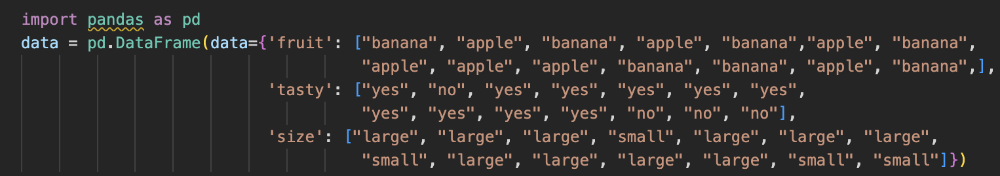 import pandas as pd
data = pd.DataFrame(data={'fruit': ["banana", "apple", "banana", "apple", "banana","apple", "banana",
"apple", "apple", "apple", "banana", "banana", "apple", "banana",],
'tasty': ["yes", "no", "yes", "yes", "yes", "yes", "yes",
"yes", "yes", "yes", "yes", "no", "no", "no"],
'size': ["large", "large", "large", "small", "large", "large", "large",
"small", "large", "large", "large", "large", "small", "small"]})